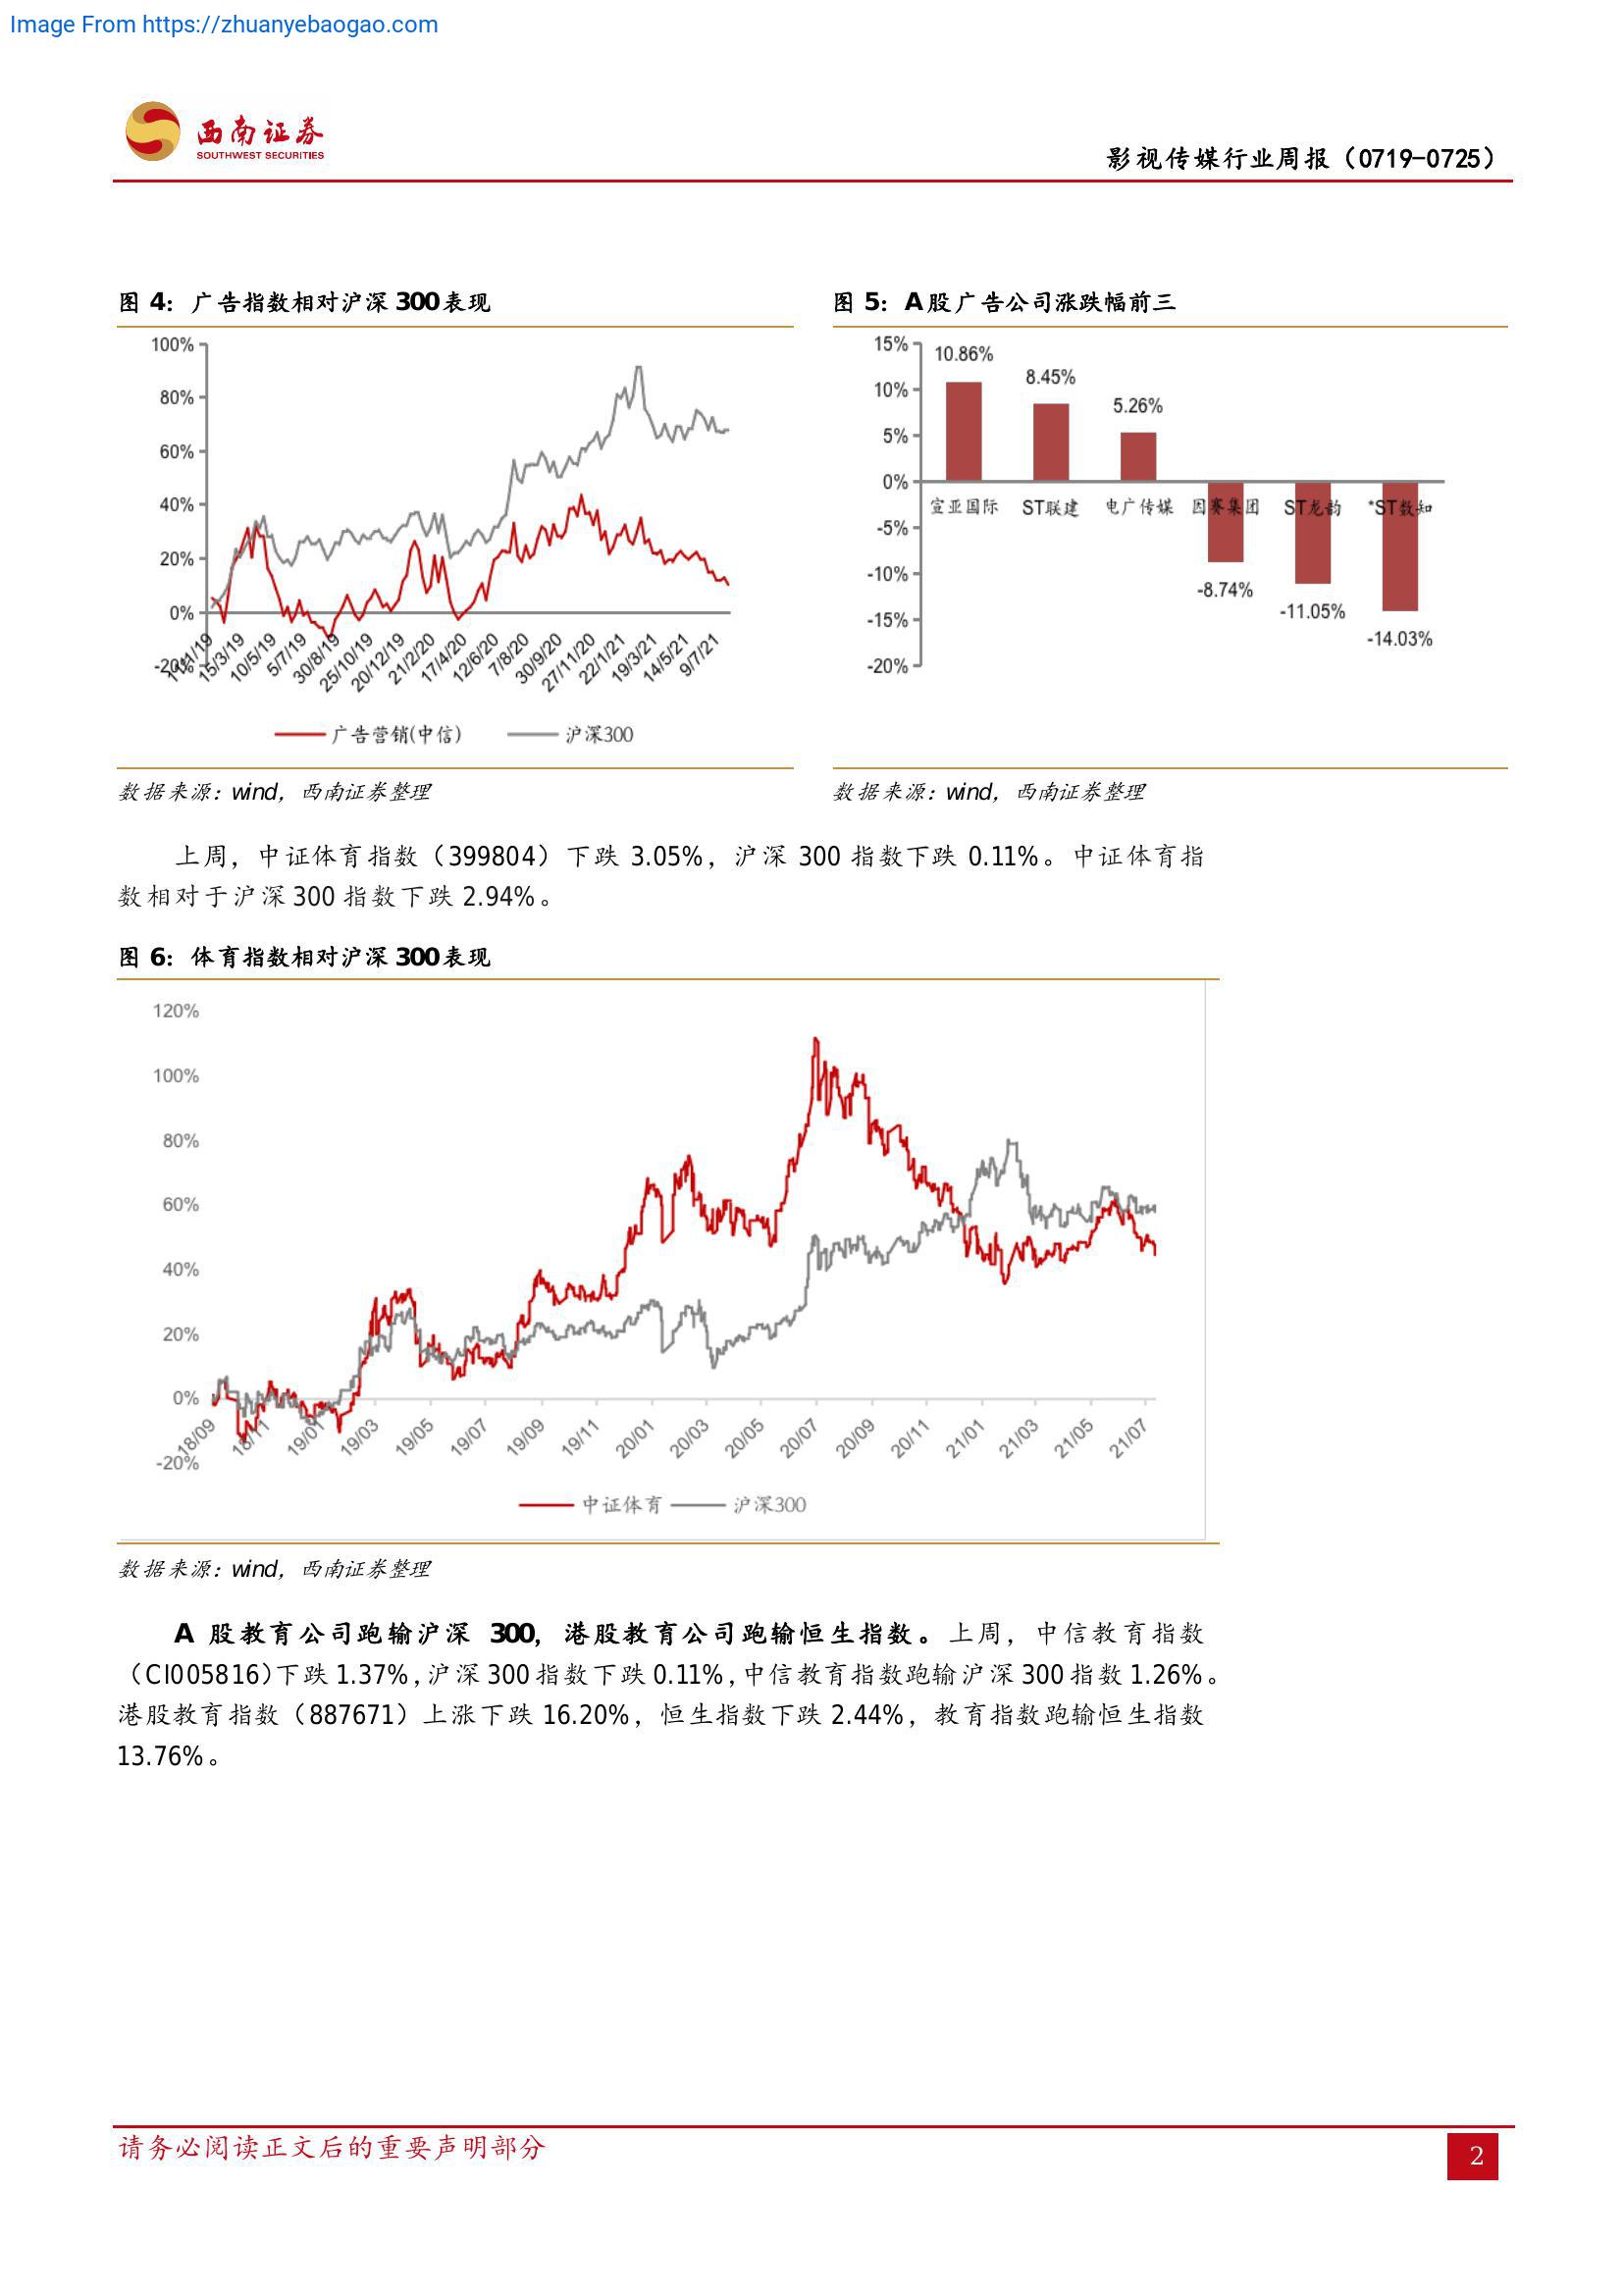 Image From https://zhuanyebaogao.com
西南证券
SOUTHWEST SECURITIES
影视传媒行业周报（0719-0725）
图 4：广告指数相对沪深 300 表现
100%
80%
60%
40%
20%
0%
-20%
11/1/19 15/3/19 10/5/19 5/7/19 30/8/19 25/10/19 20/12/19 21/2/20 17/4/20 12/6/20 7/8/20 30/9/20 27/11/20 22/1/21 19/3/21 14/5/21 9/7/21
广告营销(中信) 沪深300
数据来源：wind，西南证券整理
图 5：A 股广告公司涨跌幅前三
15%
10%
5%
0%
-5%
-10%
-15%
-20%
10.86%
8.45%
5.26%
宣亚国际 ST联建 电广传媒 因赛集团 ST龙韵 *ST数知
-8.74%
-11.05%
-14.03%
数据来源：wind，西南证券整理
上周，中证体育指数（399804）下跌 3.05%，沪深 300 指数下跌 0.11%。中证体育指
数相对于沪深 300 指数下跌 2.94%。
图 6：体育指数相对沪深 300 表现
120%
100%
80%
60%
40%
20%
0%
-20%
18/09 18/11 19/01 19/03 19/05 19/07 19/09 19/11 20/01 20/03 20/05 20/07 20/09 20/11 21/01 21/03 21/05 21/07
中证体育 沪深300
数据来源：wind，西南证券整理
A 股教育公司跑输沪深 300，港股教育公司跑输恒生指数。上周，中信教育指数
（CI005816）下跌 1.37%，沪深 300 指数下跌 0.11%，中信教育指数跑输沪深 300 指数 1.26%。
港股教育指数（887671）上涨下跌 16.20%，恒生指数下跌 2.44%，教育指数跑输恒生指数
13.76%。
请务必阅读正文后的重要声明部分
2